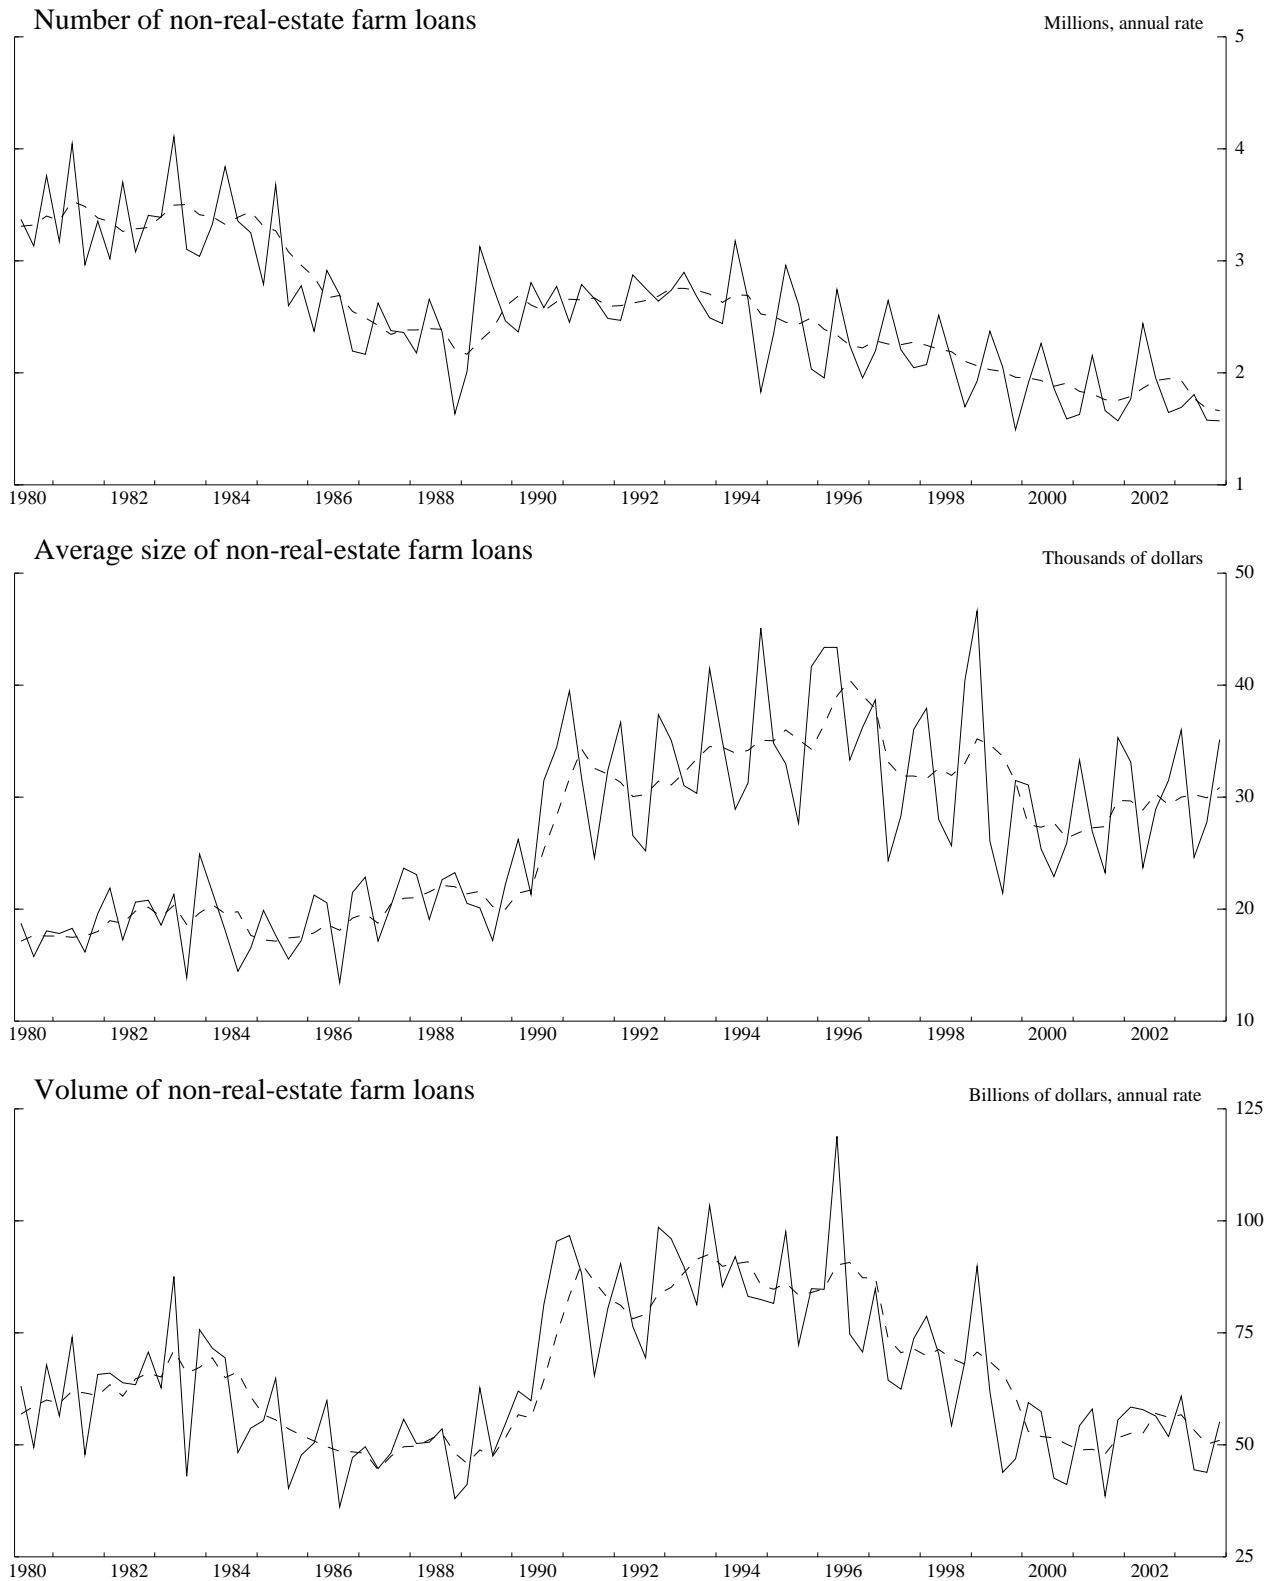 Number of non-real-estate farm loans
Millions, annual rate
5
4
3
2
1
1980 1982 1984 1986 1988 1990 1992 1994 1996 1998 2000 2002
Average size of non-real-estate farm loans
Thousands of dollars
50
40
30
20
10
1980 1982 1984 1986 1988 1990 1992 1994 1996 1998 2000 2002
Volume of non-real-estate farm loans
Billions of dollars, annual rate
125
100
75
50
25
1980 1982 1984 1986 1988 1990 1992 1994 1996 1998 2000 2002